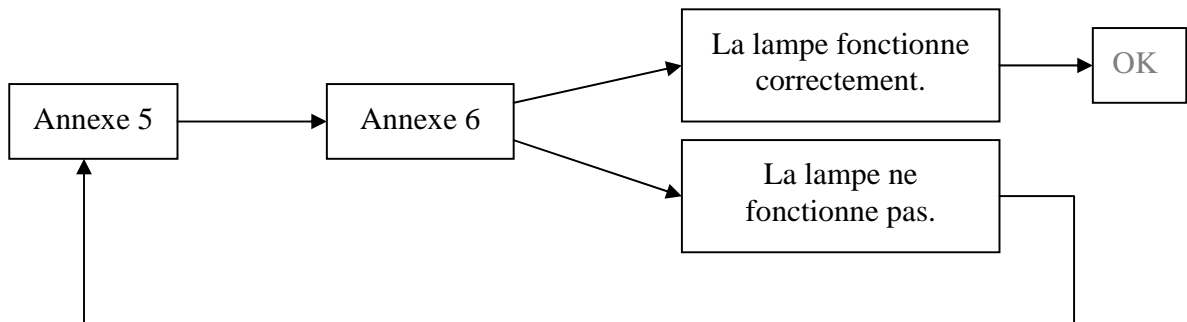 La lampe fonctionne
correctement.
OK
Annexe 5
Annexe 6
La lampe ne
fonctionne pas.